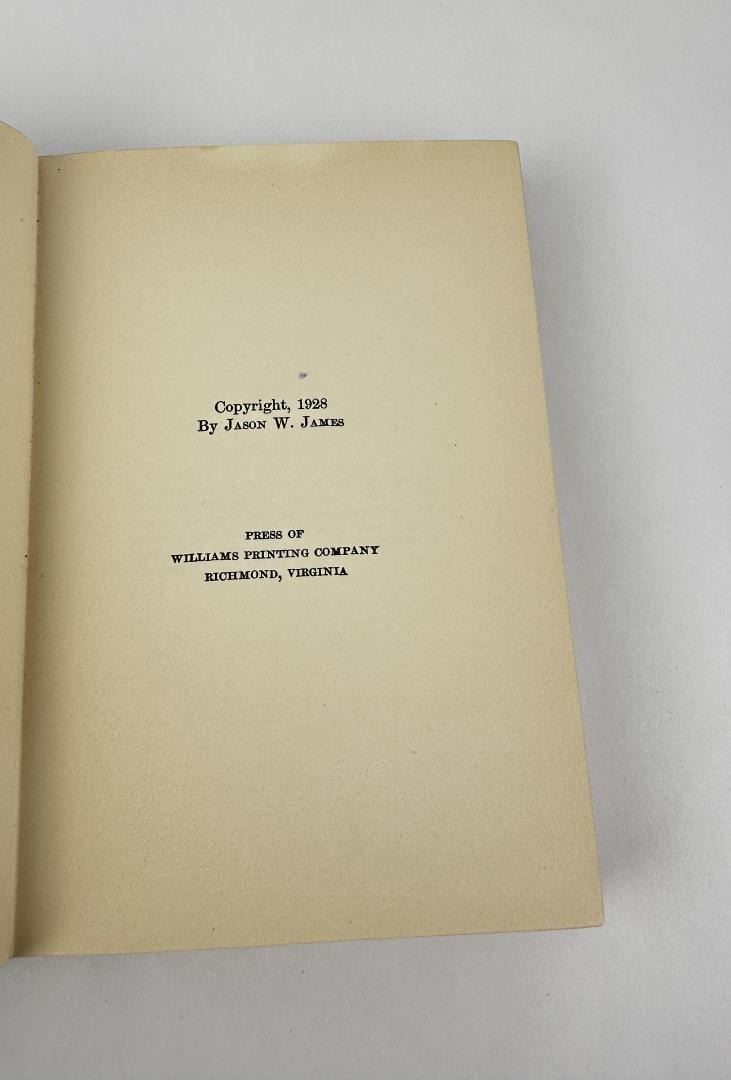 Copyright, 1928
By Jason W. James
PRESS OF
WILLIAMS PRINTING COMPANY
RICHMOND, VIRGINIA